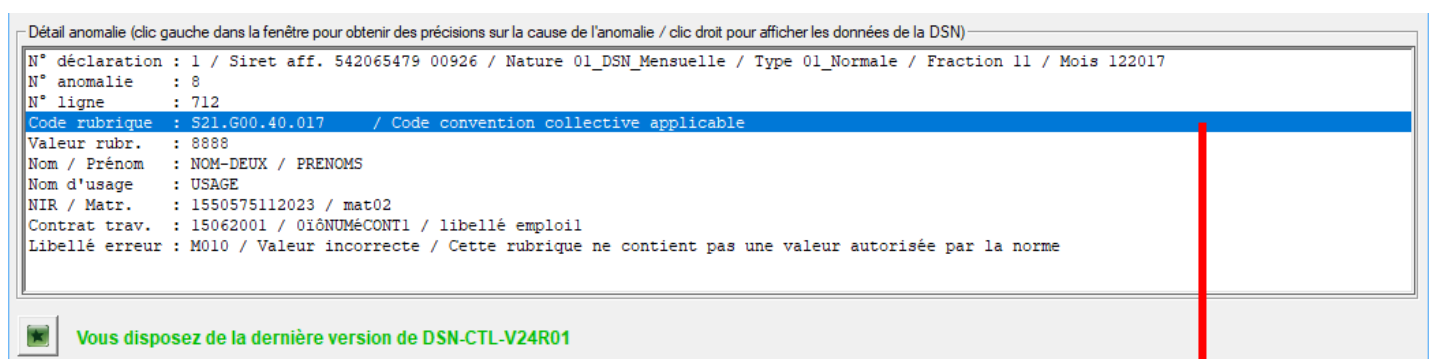 Détail anomalie (clic gauche dans la fenêtre pour obtenir des précisions sur la cause de l'anomalie / clic droit pour afficher les données de la DSN)
N° déclaration : 1 / Siret aff. 542065479 00926 / Nature 01_DSN_Mensuelle / Type 01_Normale / Fraction 11 / Mois 122017
N° anomalie : 8
N° ligne : 712
Code rubrique : S21.G00.40.017 / Code convention collective applicable
Valeur rubr. : 8888
Nom / Prénom : NOM-DEUX / PRENOMS
Nom d'usage : USAGE
NIR / Matr. : 1550575112023 / mat02
Contrat trav. : 15062001 / 0ïôNUMéCONT1 / libellé emploi1
Libellé erreur : M010 / Valeur incorrecte / Cette rubrique ne contient pas une valeur autorisée par la norme
Vous disposez de la dernière version de DSN-CTL-V24R01